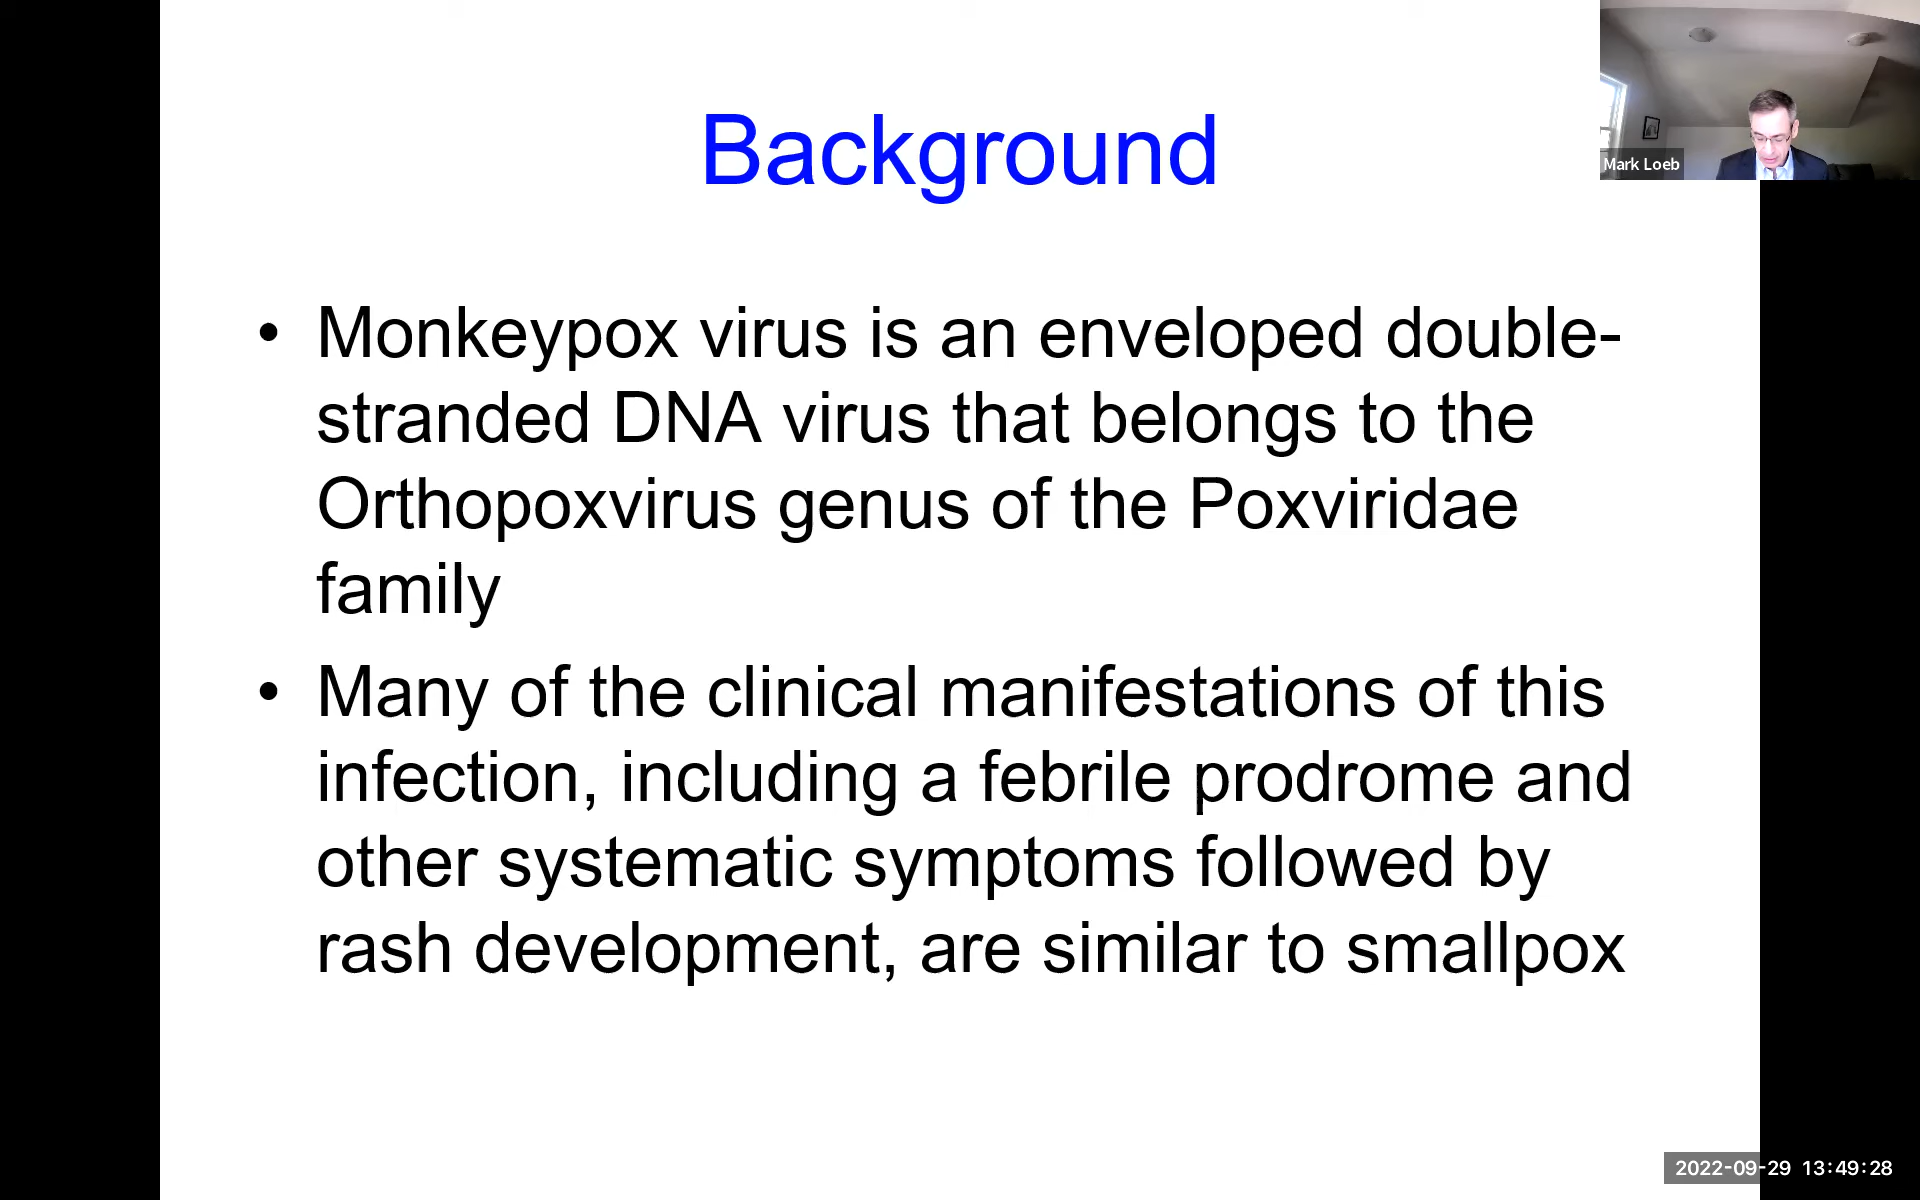 Background
Mark Loeb
• Monkeypox virus is an enveloped double-
stranded DNA virus that belongs to the
Orthopoxvirus genus of the Poxviridae
family
• Many of the clinical manifestations of this
infection, including a febrile prodrome and
other systematic symptoms followed by
rash development, are similar to smallpox
2022-09-29 13:49:28